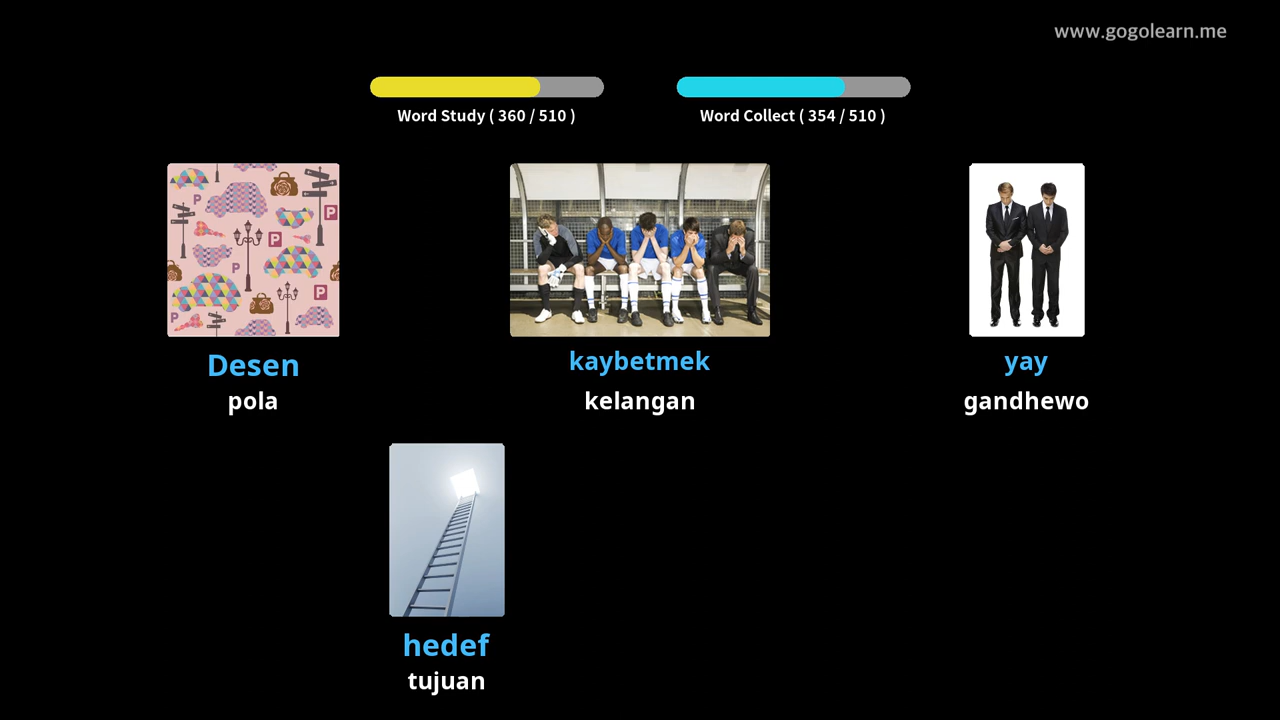 www.gogolearn.me
Word Study ( 360 / 510 )
Word Collect ( 354 / 510 )
Desen
pola
kaybetmek
kelangan
yay
gandhewo
hedef
tujuan